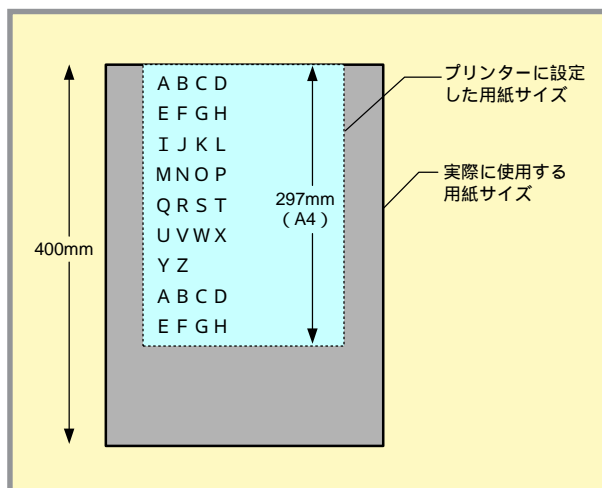 A B C D
E F G H
I J K L
M N O P
Q R S T
U V W X
Y Z
A B C D
E F G H
400mm
297mm
（A4）
プリンターに設定
した用紙サイズ
実際に使用する
用紙サイズ